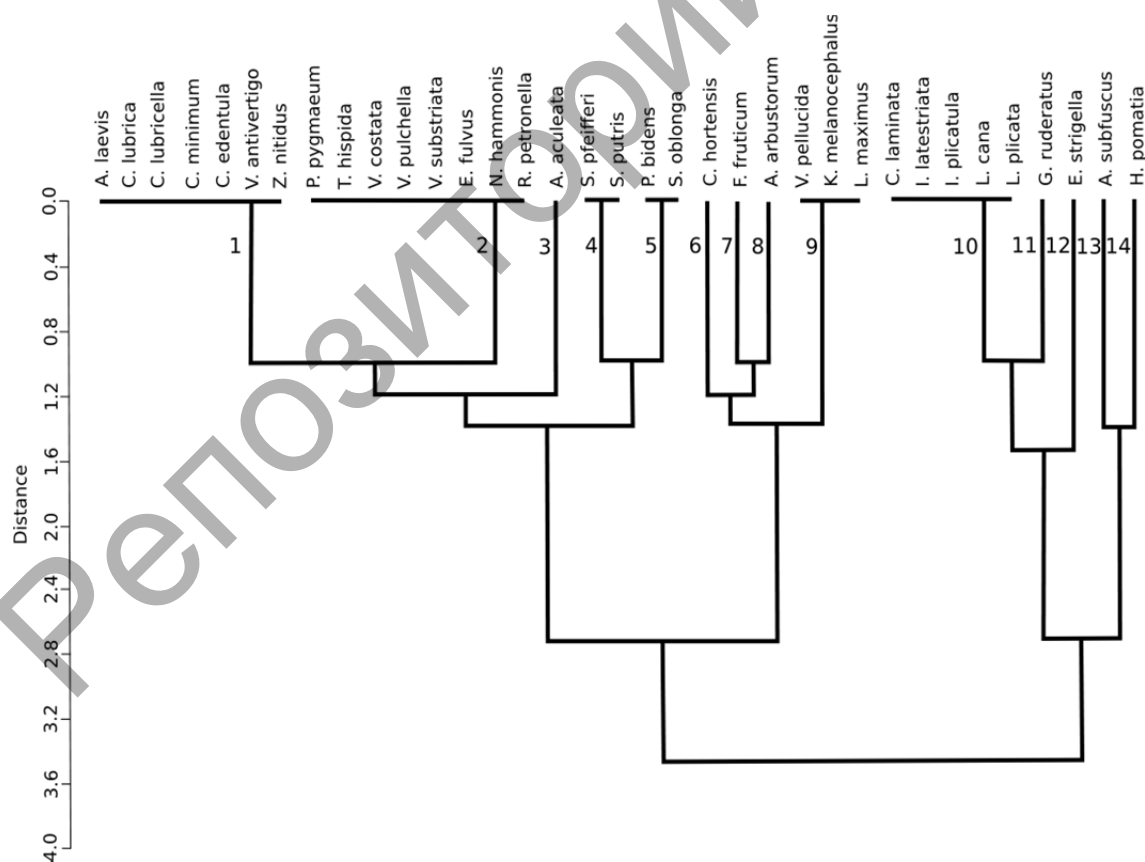 A. laevis
C. lubrica
C. lubricella
C. minimum
C. edentula
V. antivertigo
Z. nitidus
P. pygmaeum
T. hispida
V. costata
V. pulchella
V. substriata
E. fulvus
N. hammonis
R. petronella
A. aculeata
S. pfeifferi
S. putris
P. bidens
S. oblonga
C. hortensis
F. fruticum
A. arbustorum
V. pellucida
K. melanocephalus
L. maximus
C. laminata
I. latestriata
I. plicatula
L. cana
L. plicata
G. ruderatus
E. strigella
A. subfuscus
H. pomatia
1
2
3
4
5
6
7
8
9
10
11
12
13
14
0.0
0.4
0.8
1.2
1.6
2.0
2.4
2.8
3.2
3.6
4.0
Distance